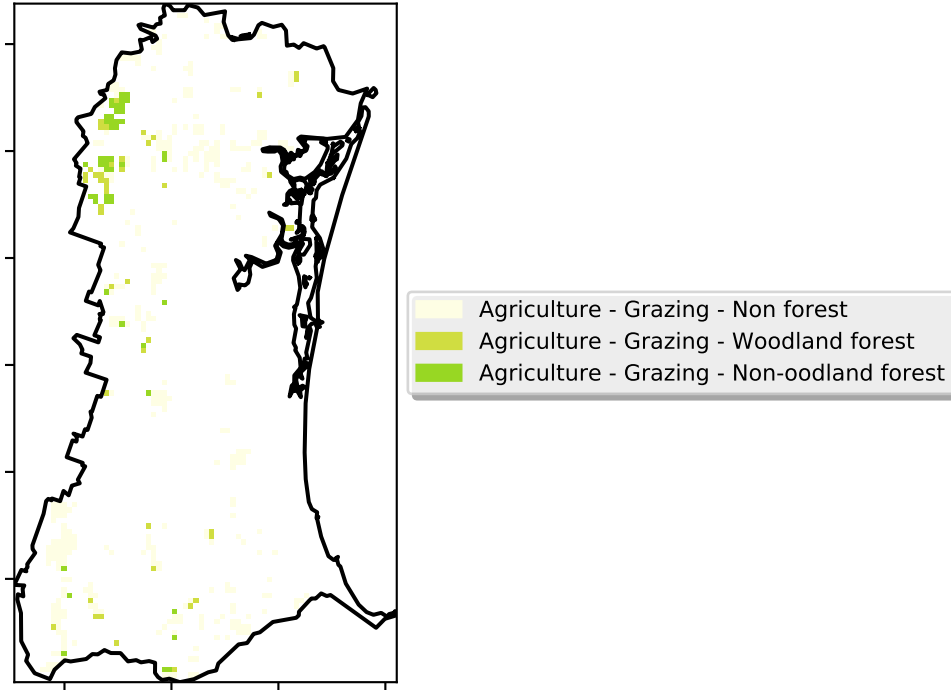 Agriculture - Grazing - Non forest
Agriculture - Grazing - Woodland forest
Agriculture - Grazing - Non-oodland forest